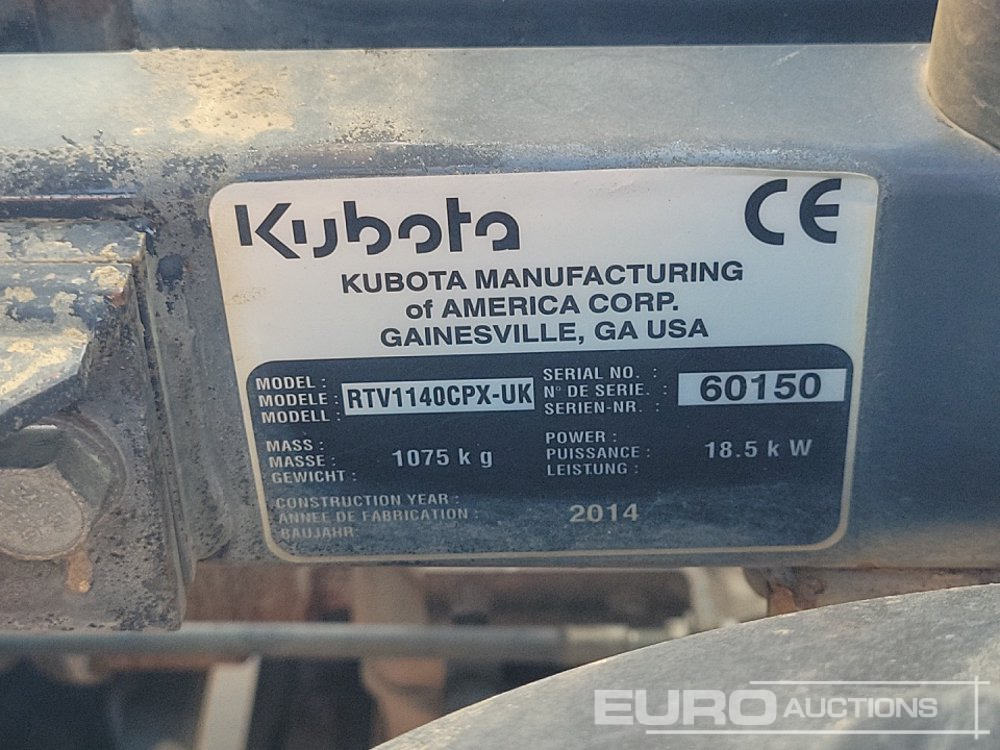 Kubota CE
KUBOTA MANUFACTURING
of AMERICA CORP.
GAINESVILLE, GA USA
MODEL :
MODELE :
MODELL :
RTV1140CPX-UK
SERIAL NO. :
N° DE SERIE. :
SERIEN-NR. :
60150
MASS :
MASSE :
GEWICHT :
1075 kg
POWER :
PUISSANCE :
LEISTUNG :
18.5 kW
CONSTRUCTION YEAR :
ANNEE DE FABRICATION :
BAUJAHR
2014
EURO AUCTIONS